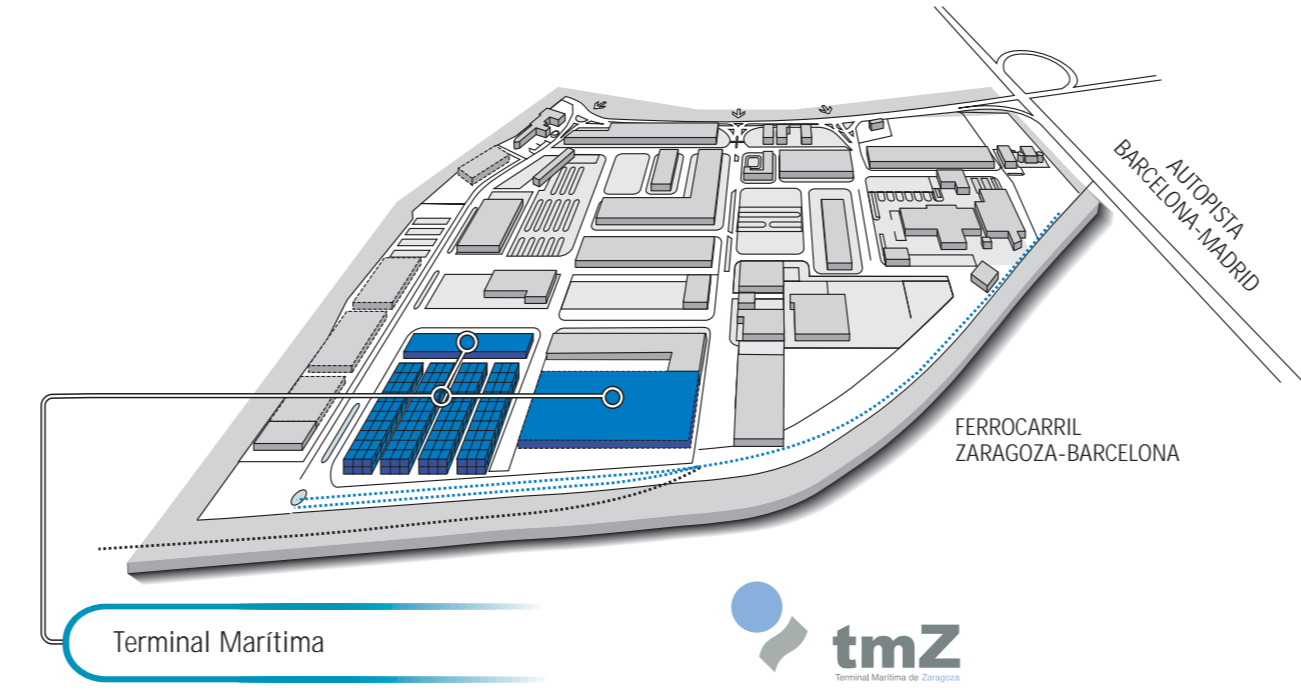 AUTOPISTA
BARCELONA-MADRID
FERROCARRIL
ZARAGOZA-BARCELONA
Terminal Marítima
tmZ
Terminal Marítima de Zaragoza